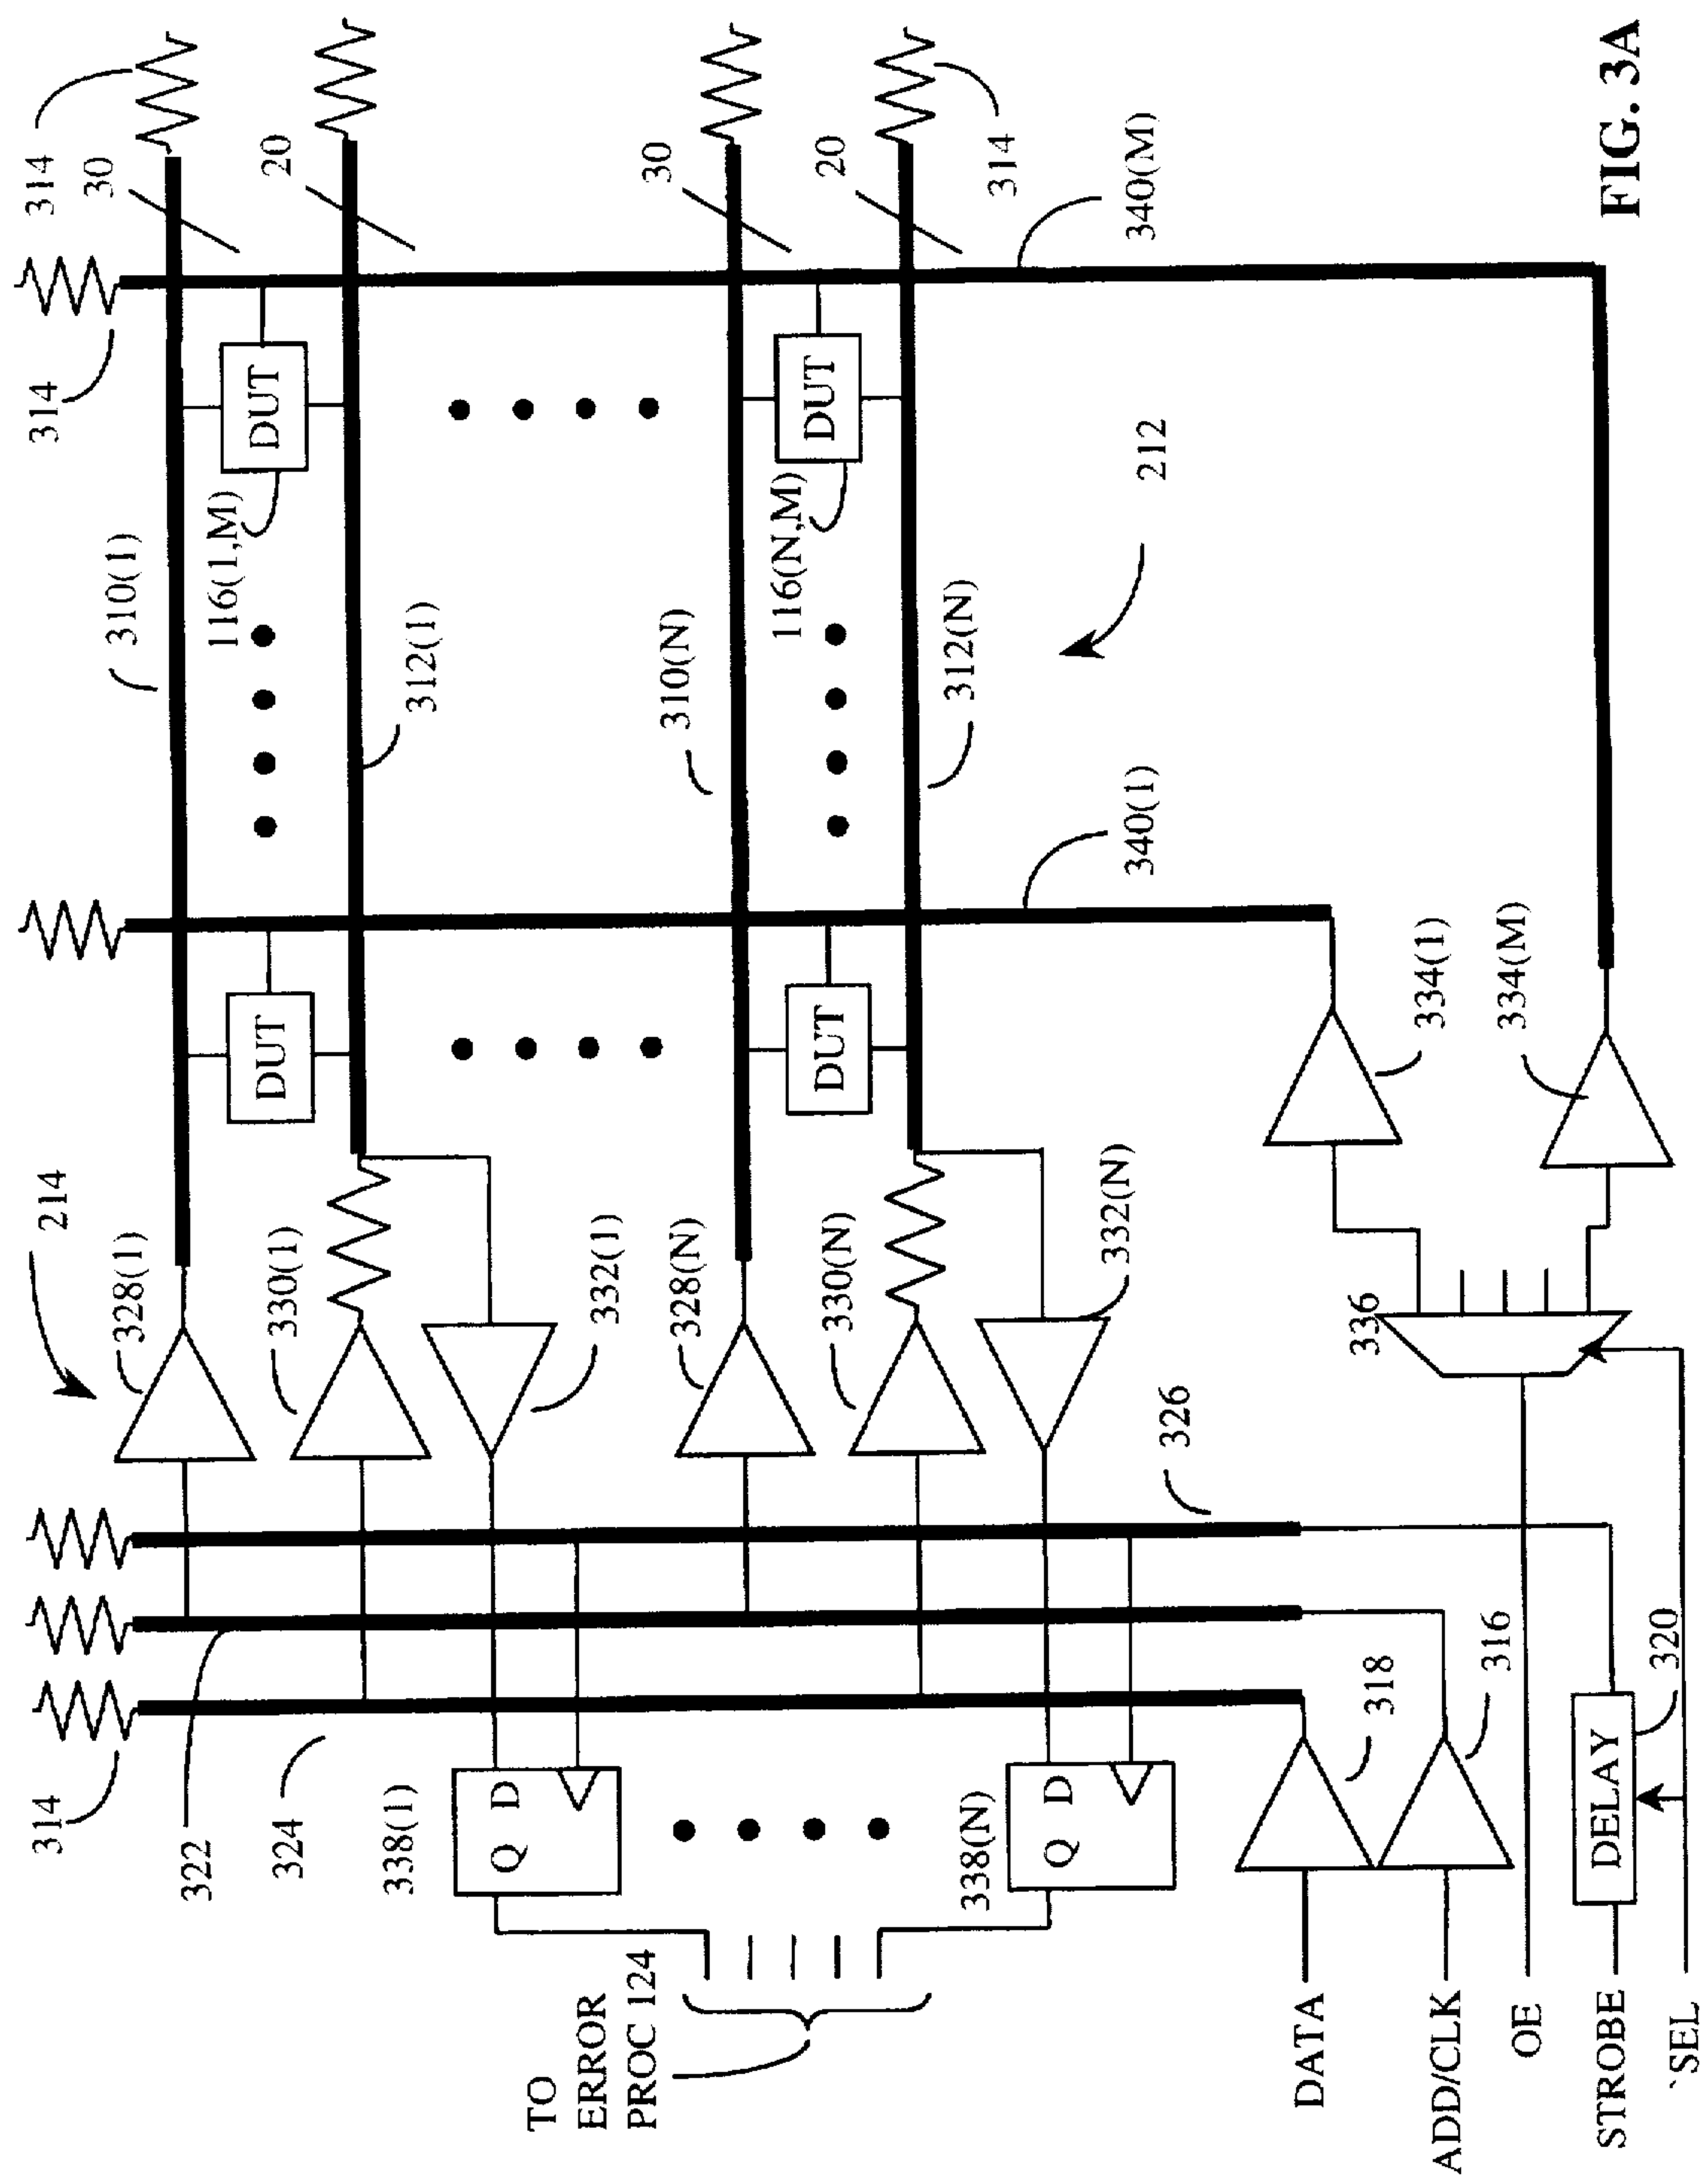 314
214
314
314
328(1)
310(1)
30
322
116(1,M)
324
330(1)
DUT
DUT
20
338(1)
312(1)
Q D
332(1)
TO
ERROR
PROC 124
328(N)
310(N)
30
116(N,M)
330(N)
DUT
DUT
20
338(N)
312(N)
314
Q D
332(N)
340(1)
340(M)
326
212
DATA
318
336
334(1)
ADD/CLK
316
334(M)
OE
STROBE
DELAY
320
`SEL
FIG. 3A